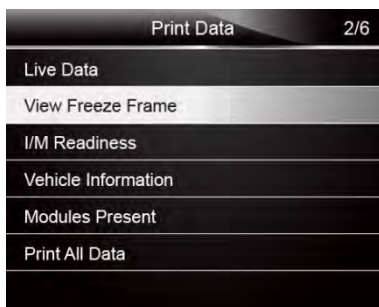 Print Data 2/6
Live Data
View Freeze Frame
I/M Readiness
Vehicle Information
Modules Present
Print All Data